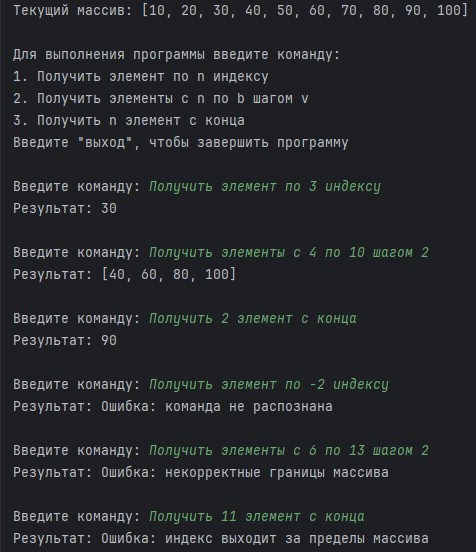 Текущий массив: [10, 20, 30, 40, 50, 60, 70, 80, 90, 100]
Для выполнения программы введите команду:
1. Получить элемент по n индексу
2. Получить элементы с n по b шагом v
3. Получить n элемент с конца
Введите "выход", чтобы завершить программу
Введите команду: Получить элемент по 3 индексу
Результат: 30
Введите команду: Получить элементы с 4 по 10 шагом 2
Результат: [40, 60, 80, 100]
Введите команду: Получить 2 элемент с конца
Результат: 90
Введите команду: Получить элемент по -2 индексу
Результат: Ошибка: команда не распознана
Введите команду: Получить элементы с 6 по 13 шагом 2
Результат: Ошибка: некорректные границы массива
Введите команду: Получить 11 элемент с конца
Результат: Ошибка: индекс выходит за пределы массива